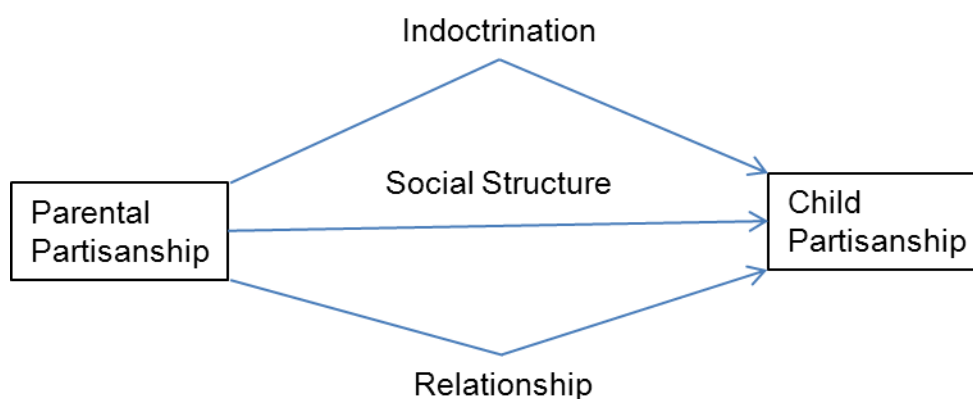 Indoctrination
Social Structure
Parental
Partisanship
Child
Partisanship
Relationship